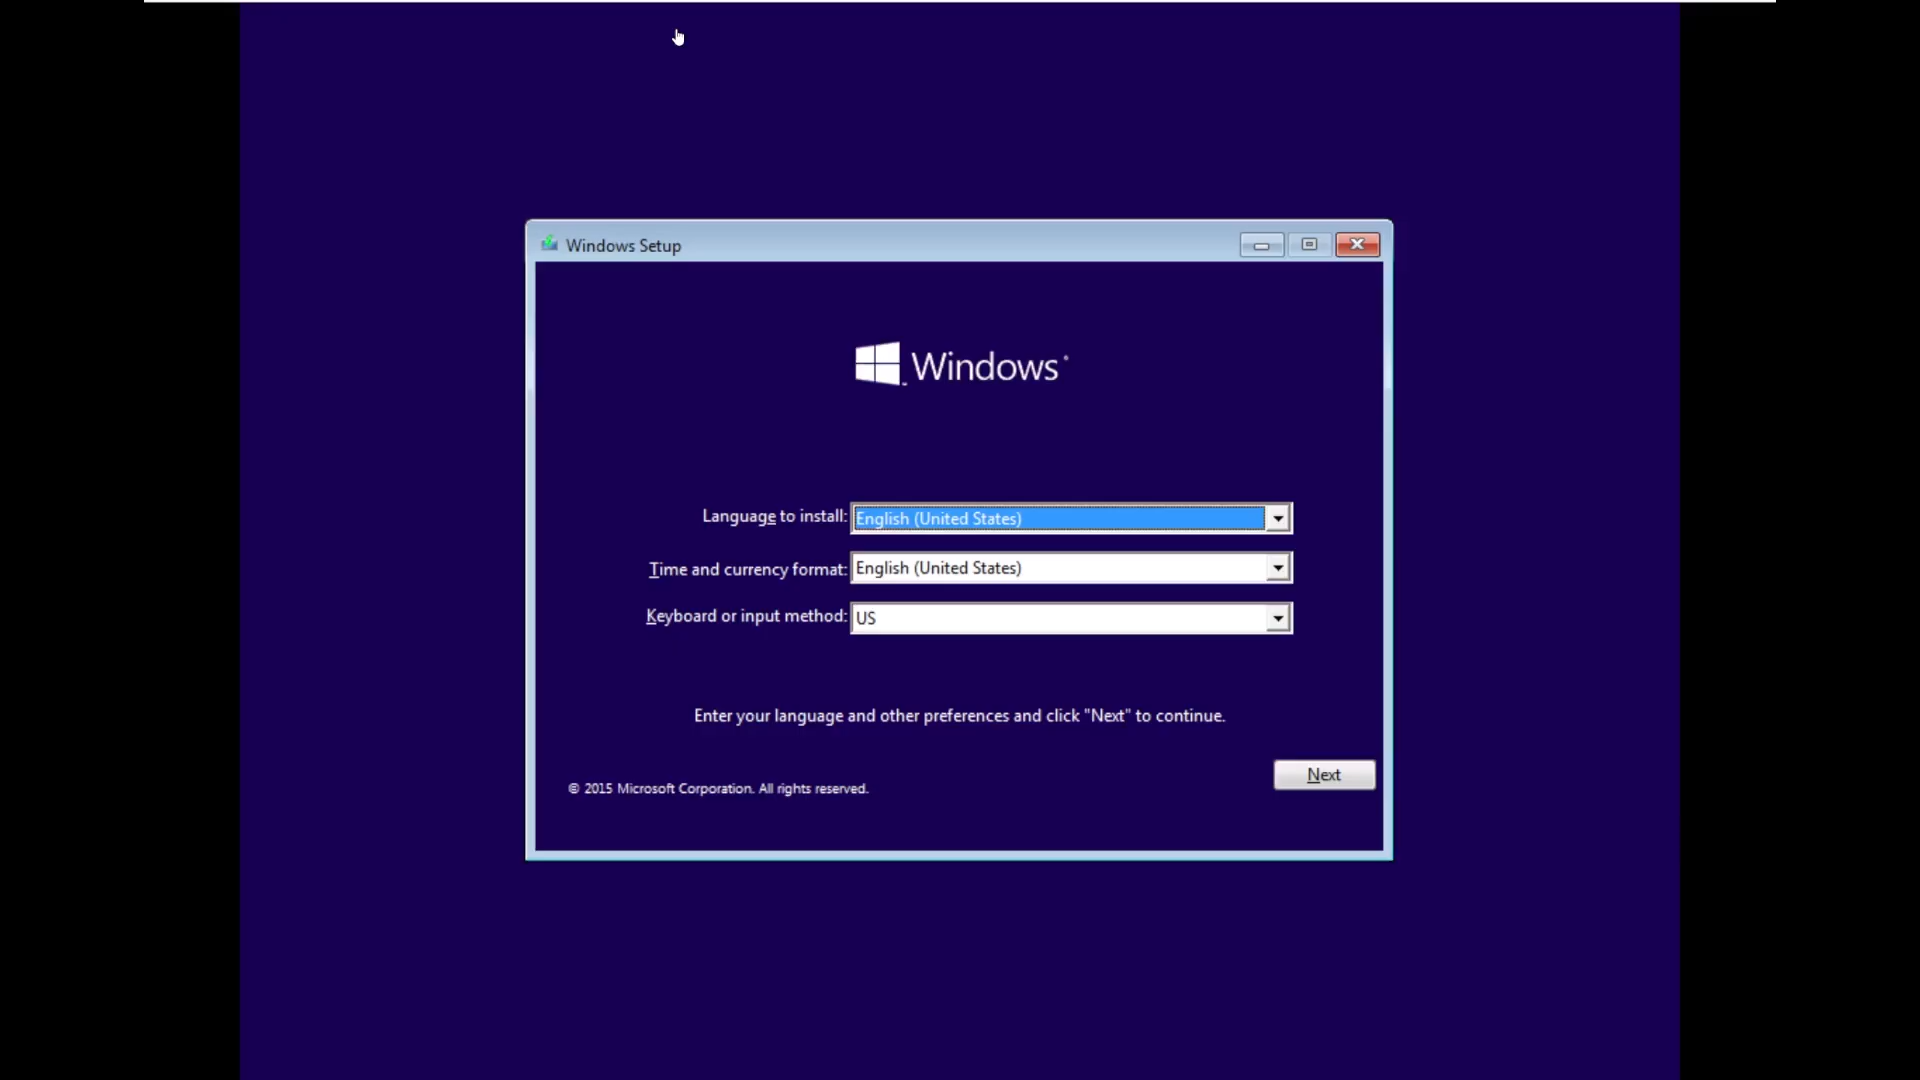 Windows Setup
Windows
Language to install: English (United States)
Time and currency format: English (United States)
Keyboard or input method: US
Enter your language and other preferences and click "Next" to continue.
© 2015 Microsoft Corporation. All rights reserved.
Next